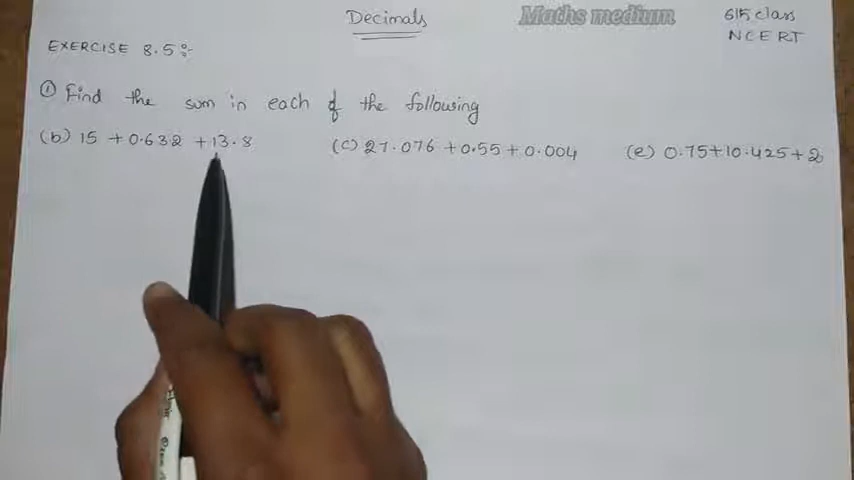 Decimals
Maths medium
6th class
NCERT
EXERCISE 8.5:-
① Find the sum in each of the following
(b) 15 + 0.632 + 13.8 (c) 27.076 + 0.55 + 0.004 (e) 0.75 + 10.425 + 2